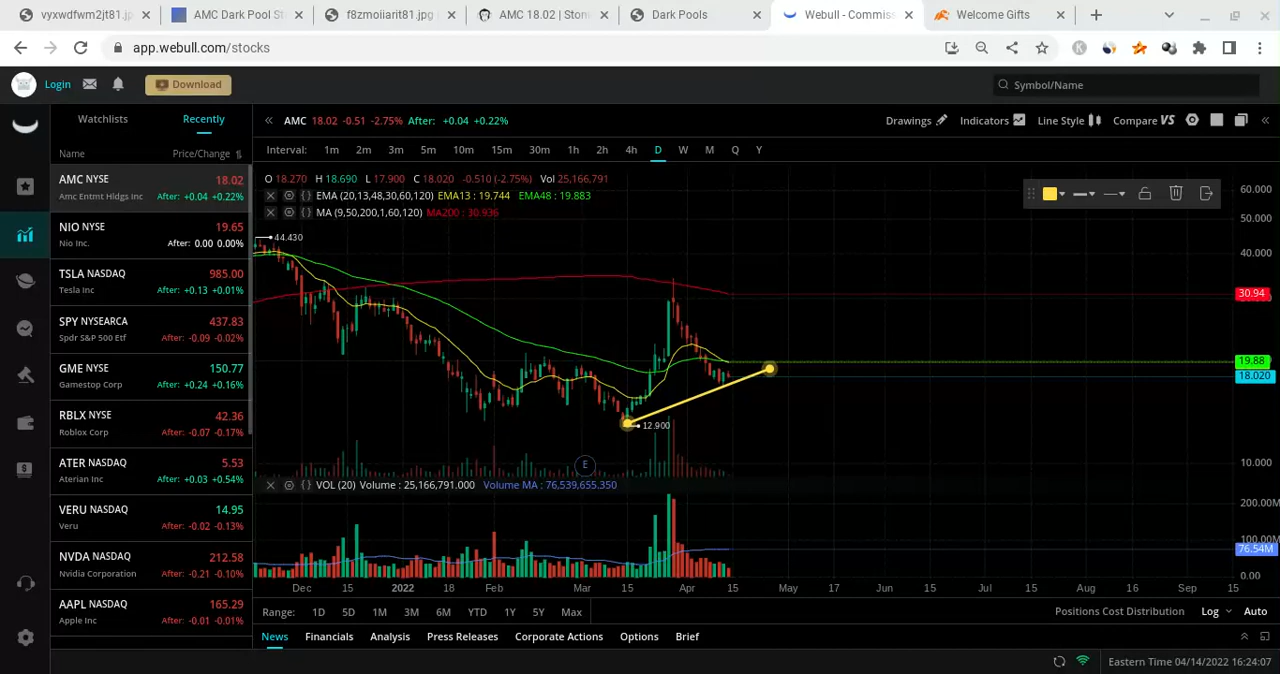 vyxwdfwm2jt81.jp
AMC Dark Pool St
f8zmoiiarit81.jpg
AMC 18.02 | Ston
Dark Pools
Webull - Commiss
Welcome Gifts
app.webull.com/stocks
Login
Download
Symbol/Name
Watchlists
Recently
Name
Price/Change
AMC NYSE 18.02
Amc Entmt Hldgs Inc After: +0.04 +0.22%
NIO NYSE 19.65
Nio Inc. After: 0.00 0.00%
TSLA NASDAQ 985.00
Tesla Inc After: +0.13 +0.01%
SPY NYSEARCA 437.83
Spdr S&P 500 Etf After: -0.09 -0.02%
GME NYSE 150.77
Gamestop Corp After: +0.24 +0.16%
RBLX NYSE 42.36
Roblox Corp After: -0.07 -0.17%
ATER NASDAQ 5.53
Aterian Inc After: +0.03 +0.54%
VERU NASDAQ 14.95
Veru After: -0.02 -0.13%
NVDA NASDAQ 212.58
Nvidia Corporation After: -0.21 -0.10%
AAPL NASDAQ 165.29
Apple Inc After: -0.01 -0.01%
AMC 18.02 -0.51 -2.75% After: +0.04 +0.22%
Drawings
Indicators
Line Style
Compare VS
Interval: 1m 2m 3m 5m 10m 15m 30m 1h 2h 4h D W M Q Y
O 18.270 H 18.690 L 17.900 C 18.020 -0.510 (-2.75%) Vol 25,166,791
EMA (20,13,48,30,60,120) EMA13 : 19.744 EMA48 : 19.883
MA (9,50,200,1,60,120) MA200 : 30.936
44.430
12.900
E
60.000
50.000
40.000
30.94
19.88
18.020
10.000
VOL (20) Volume : 25,166,791.000 Volume MA : 76,539,655.350
200.00M
100.00M
76.54M
0.00
Dec 15 2022 18 Feb Mar 15 Apr 15 May 17 Jun 15 Jul 15 Aug 16 Sep 15
Range: 1D 5D 1M 3M 6M YTD 1Y 5Y Max
Positions Cost Distribution Log Auto
News Financials Analysis Press Releases Corporate Actions Options Brief
Eastern Time 04/14/2022 16:24:07